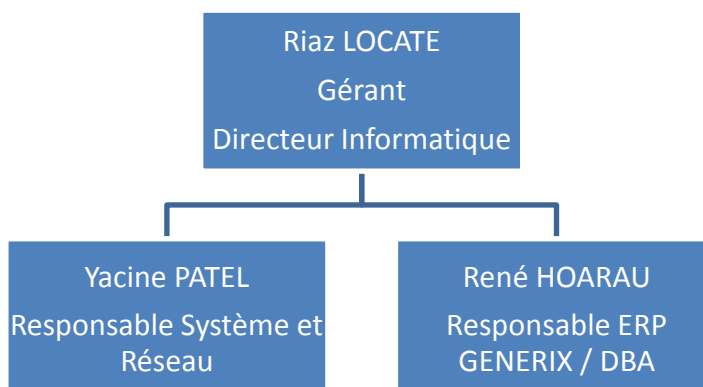 Riaz LOCATE
Gérant
Directeur Informatique
Yacine PATEL
Responsable Système et
Réseau
René HOARAU
Responsable ERP
GENERIX / DBA